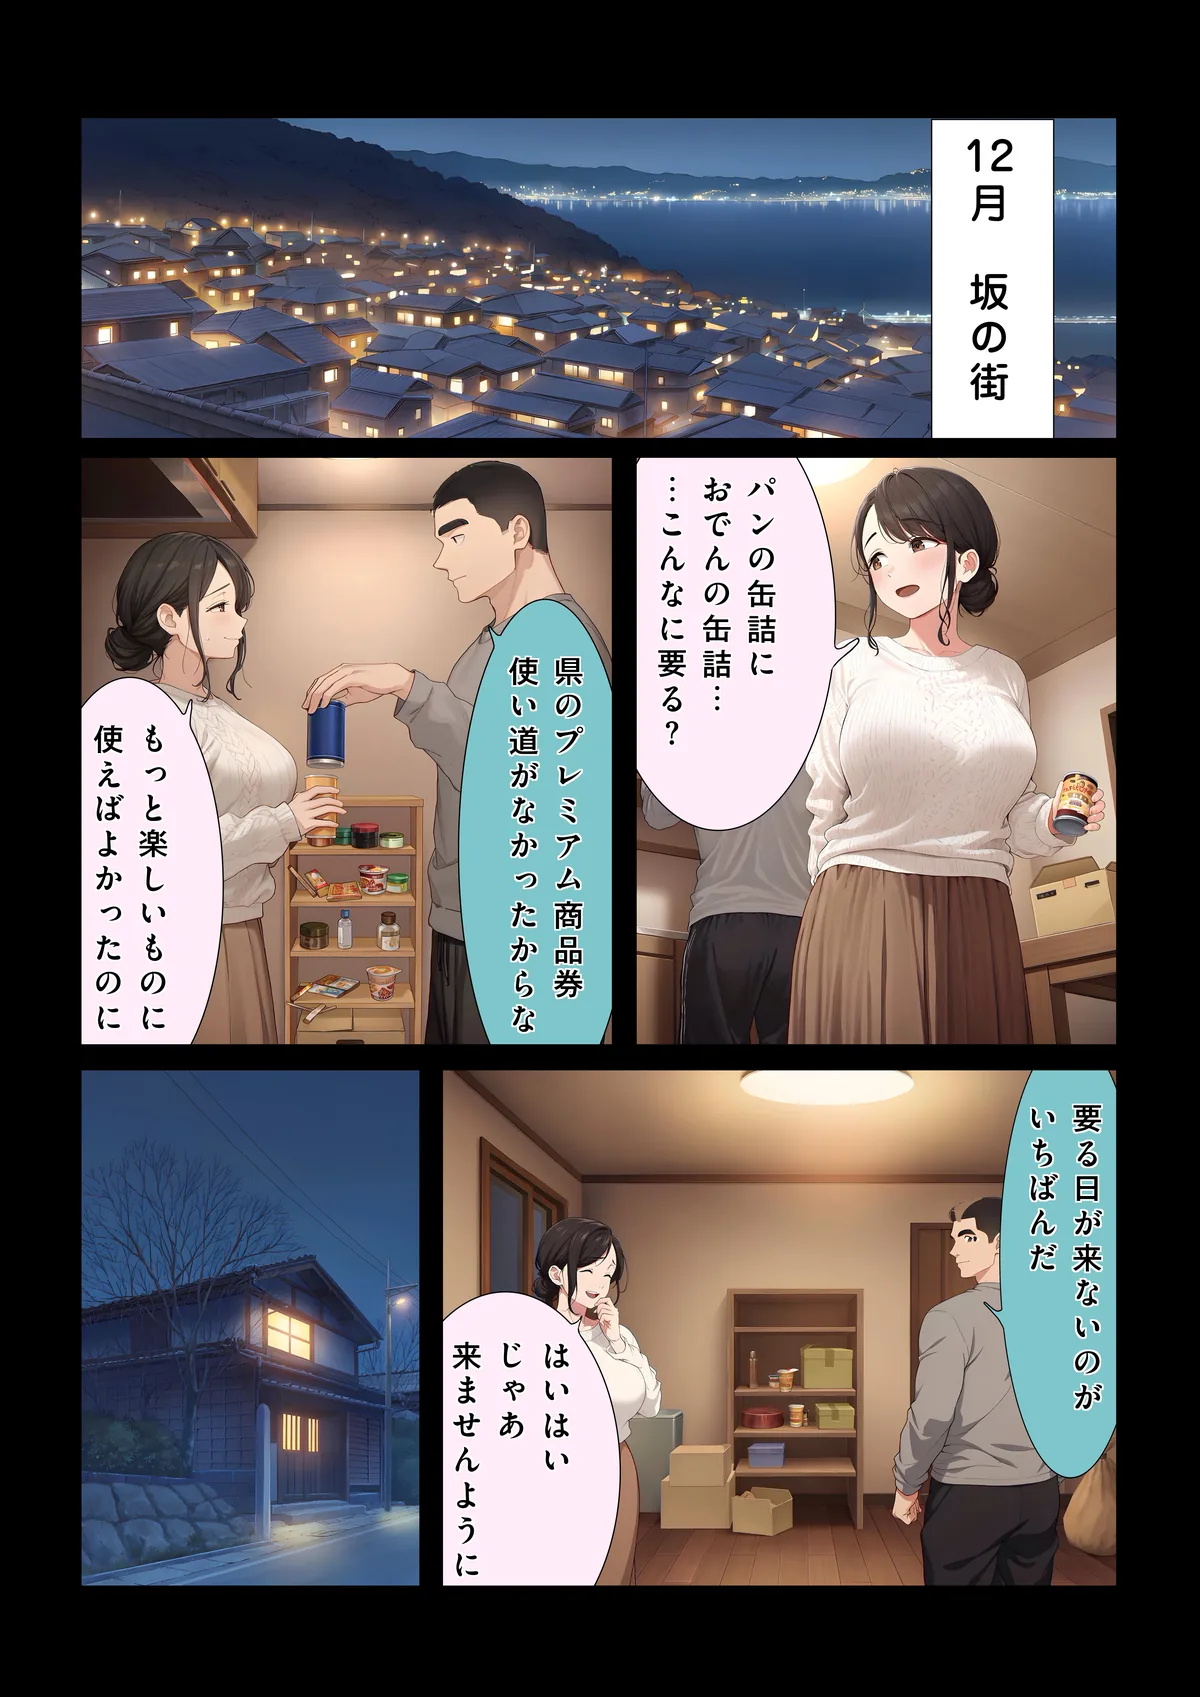 12月 坂の街
パンの缶詰に
おでんの缶詰…
…こんなに要る?
県のプレミアム商品券
使い道がなかったからな
もっと楽しいものに
使えばよかったのに
要る日が来ないのが
いちばんだ
はいはい
じゃあ
来ませんように